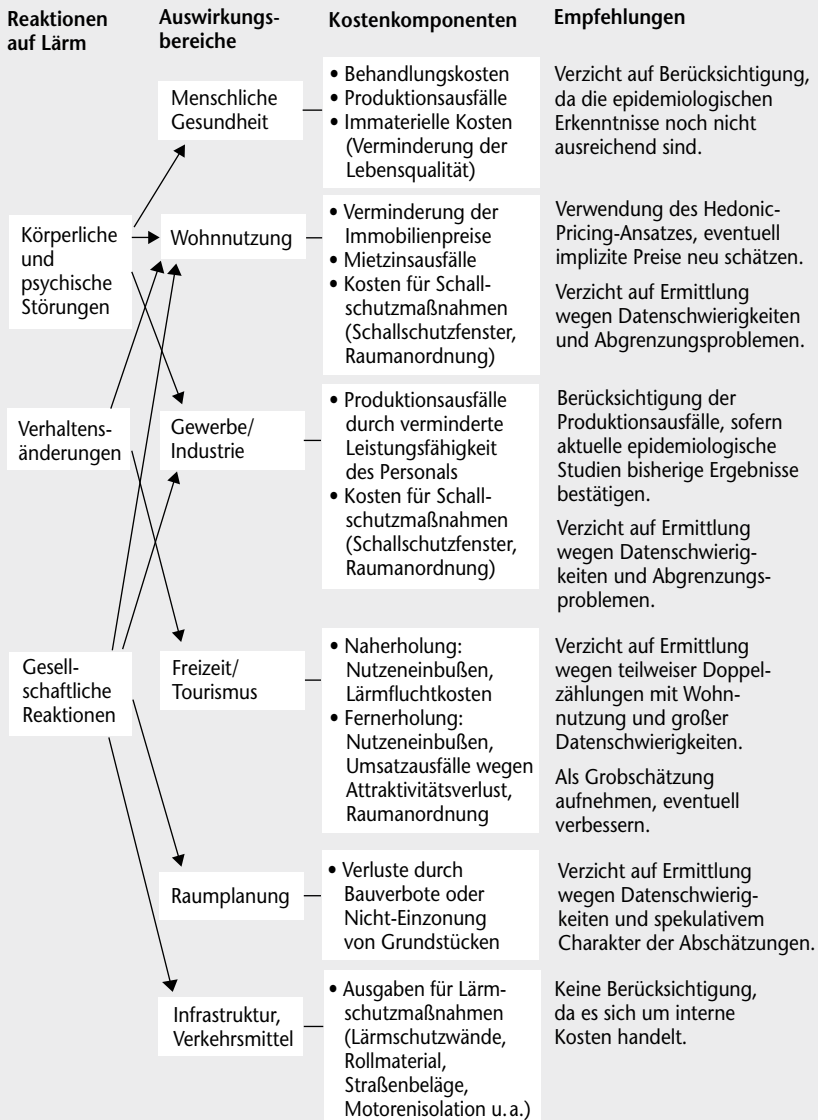 Reaktionen
auf Lärm
Auswirkungs-
bereiche
Kostenkomponenten
Empfehlungen
Körperliche
und
psychische
Störungen
Verhaltens-
änderungen
Gesell-
schaftliche
Reaktionen
Menschliche
Gesundheit
• Behandlungskosten
• Produktionsausfälle
• Immaterielle Kosten
(Verminderung der
Lebensqualität)
Verzicht auf Berücksichtigung,
da die epidemiologischen
Erkenntnisse noch nicht
ausreichend sind.
Wohnnutzung
• Verminderung der
Immobilienpreise
• Mietzinsausfälle
• Kosten für Schall-
schutzmaßnahmen
(Schallschutzfenster,
Raumanordnung)
Verwendung des Hedonic-
Pricing-Ansatzes, eventuell
implizite Preise neu schätzen.
Verzicht auf Ermittlung
wegen Datenschwierigkeiten
und Abgrenzungsproblemen.
Gewerbe/
Industrie
• Produktionsausfälle
durch verminderte
Leistungsfähigkeit
des Personals
• Kosten für Schall-
schutzmaßnahmen
(Schallschutzfenster,
Raumanordnung)
Berücksichtigung der
Produktionsausfälle, sofern
aktuelle epidemiologische
Studien bisherige Ergebnisse
bestätigen.
Verzicht auf Ermittlung
wegen Datenschwierig-
keiten und Abgrenzungs-
problemen.
Freizeit/
Tourismus
• Naherholung:
Nutzeneinbußen,
Lärmfluchtkosten
• Fernerholung:
Nutzeneinbußen,
Umsatzausfälle wegen
Attraktivitätsverlust,
Raumanordnung
Verzicht auf Ermittlung
wegen teilweiser Doppel-
zählungen mit Wohn-
nutzung und großer
Datenschwierigkeiten.
Als Grobschätzung
aufnehmen, eventuell
verbessern.
Raumplanung
• Verluste durch
Bauverbote oder
Nicht-Einzonung
von Grundstücken
Verzicht auf Ermittlung
wegen Datenschwierig-
keiten und spekulativem
Charakter der Abschätzungen.
Infrastruktur,
Verkehrsmittel
• Ausgaben für Lärm-
schutzmaßnahmen
(Lärmschutzwände,
Rollmaterial,
Straßenbeläge,
Motorenisolation u. a.)
Keine Berücksichtigung,
da es sich um interne
Kosten handelt.